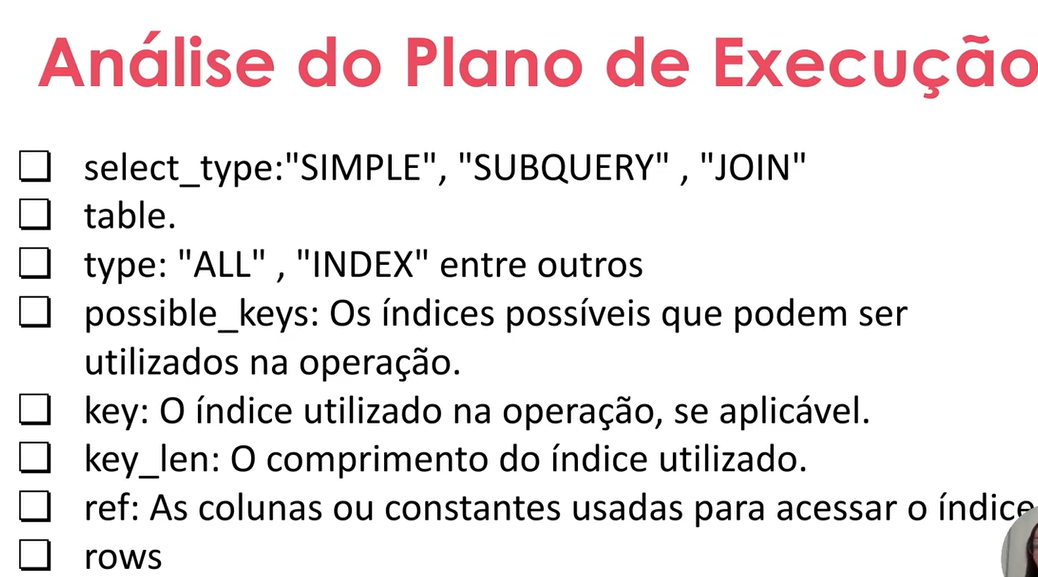 Análise do Plano de Execução
select_type:"SIMPLE", "SUBQUERY" , "JOIN"
table.
type: "ALL" , "INDEX" entre outros
possible_keys: Os índices possíveis que podem ser
utilizados na operação.
key: O índice utilizado na operação, se aplicável.
key_len: O comprimento do índice utilizado.
ref: As colunas ou constantes usadas para acessar o índice
rows